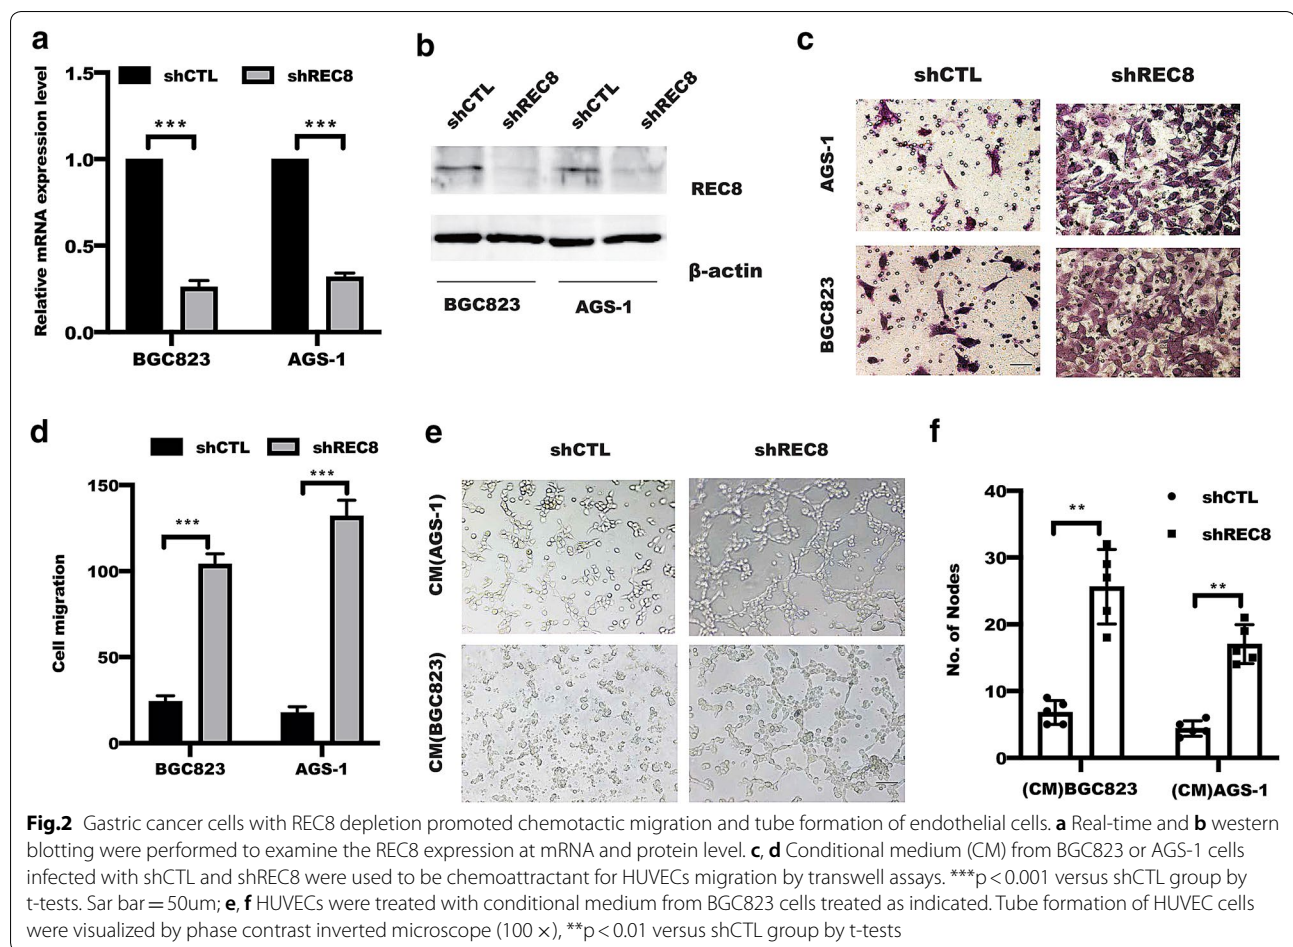 a
1.5
shCTL
shREC8
***
***
1.0
0.5
0.0
Relative mRNA expression level
BGC823
AGS-1
b
shCTL
shREC8
shCTL
shREC8
REC8
β-actin
BGC823
AGS-1
c
shCTL
shREC8
AGS-1
BGC823
d
shCTL
shREC8
150
***
***
100
50
0
Cell migration
BGC823
AGS-1
e
shCTL
shREC8
CM(AGS-1)
CM(BGC823)
f
40
shCTL
shREC8
**
**
30
20
10
0
No. of Nodes
(CM)BGC823
(CM)AGS-1
Fig.2 Gastric cancer cells with REC8 depletion promoted chemotactic migration and tube formation of endothelial cells. a Real-time and b western
blotting were performed to examine the REC8 expression at mRNA and protein level. c, d Conditional medium (CM) from BGC823 or AGS-1 cells
infected with shCTL and shREC8 were used to be chemoattractant for HUVECs migration by transwell assays. ***p < 0.001 versus shCTL group by
t-tests. Sar bar = 50um; e, f HUVECs were treated with conditional medium from BGC823 cells treated as indicated. Tube formation of HUVEC cells
were visualized by phase contrast inverted microscope (100 ×), **p < 0.01 versus shCTL group by t-tests